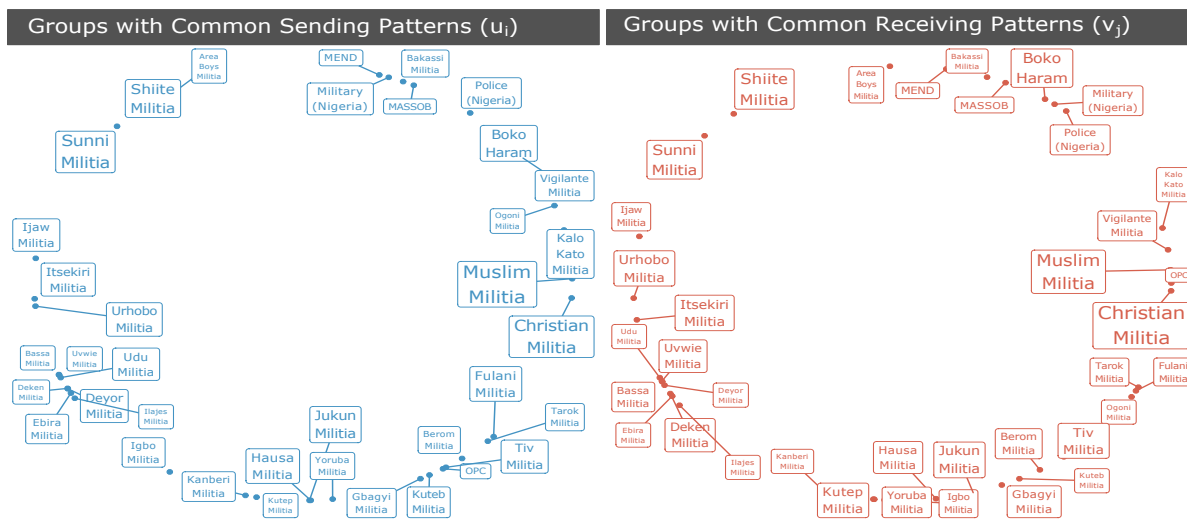 Groups with Common Sending Patterns (uᵢ)
Area
Boys
Militia
Shiite
Militia
Sunni
Militia
MEND
Bakassi
Militia
Military
(Nigeria)
MASSOB
Police
(Nigeria)
Boko
Haram
Vigilante
Militia
Ogoni
Militia
Ijaw
Militia
Itsekiri
Militia
Urhobo
Militia
Kalo
Kato
Militia
Muslim
Militia
Christian
Militia
Bassa
Militia
Uvwie
Militia
Udu
Militia
Deken
Militia
Deyor
Militia
Ilajes
Militia
Ebira
Militia
Igbo
Militia
Kanberi
Militia
Kutep
Militia
Hausa
Militia
Jukun
Militia
Yoruba
Militia
Fulani
Militia
Tarok
Militia
Berom
Militia
Tiv
Militia
OPC
Gbagyi
Militia
Kuteb
Militia
Groups with Common Receiving Patterns (vⱼ)
Shiite
Militia
Sunni
Militia
Area
Boys
Militia
MEND
Bakassi
Militia
MASSOB
Boko
Haram
Military
(Nigeria)
Police
(Nigeria)
Kalo
Kato
Militia
Vigilante
Militia
Ijaw
Militia
Urhobo
Militia
Itsekiri
Militia
Muslim
Militia
OPC
Christian
Militia
Udu
Militia
Uvwie
Militia
Bassa
Militia
Deyor
Militia
Ebira
Militia
Deken
Militia
Ilajes
Militia
Tarok
Militia
Fulani
Militia
Ogoni
Militia
Tiv
Militia
Berom
Militia
Kuteb
Militia
Gbagyi
Militia
Kanberi
Militia
Kutep
Militia
Hausa
Militia
Jukun
Militia
Yoruba
Militia
Igbo
Militia